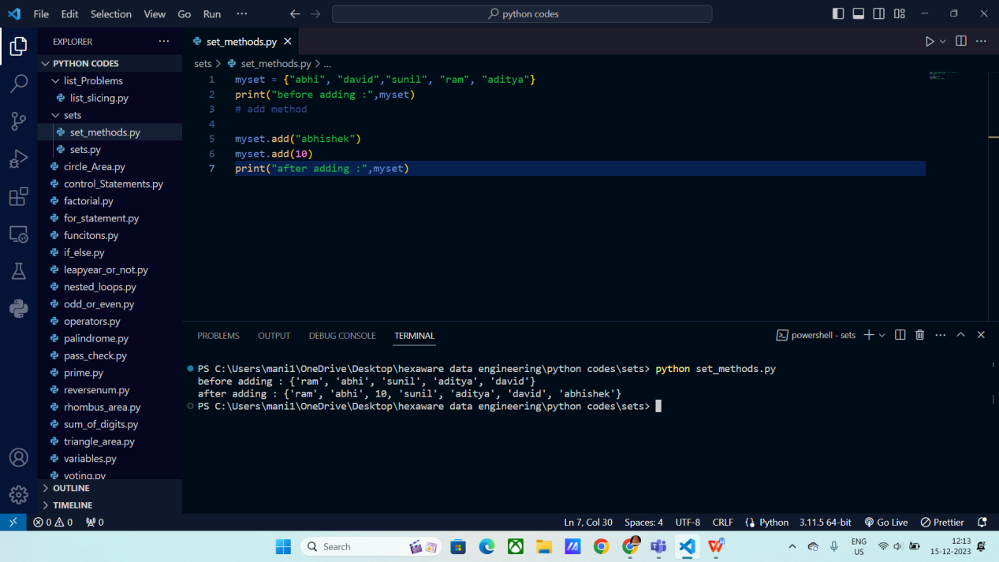 File Edit Selection View Go Run ···
python codes
EXPLORER ···
PYTHON CODES
list_Problems
list_slicing.py
sets
set_methods.py
sets.py
circle_Area.py
control_Statements.py
factorial.py
for_statement.py
funcitons.py
if_else.py
leapyear_or_not.py
nested_loops.py
odd_or_even.py
operators.py
palindrome.py
pass_check.py
prime.py
reversenum.py
rhombus_area.py
sum_of_digits.py
triangle_area.py
variables.py
voting.py
OUTLINE
TIMELINE
set_methods.py
sets > set_methods.py > ...
1 myset = {"abhi", "david","sunil", "ram", "aditya"}
2 print("before adding :",myset)
3 # add method
4
5 myset.add("abhishek")
6 myset.add(10)
7 print("after adding :",myset)
PROBLEMS OUTPUT DEBUG CONSOLE TERMINAL powershell - sets
PS C:\Users\mani1\OneDrive\Desktop\hexaware data engineering\python codes\sets> python set_methods.py
before adding : {'ram', 'abhi', 'sunil', 'aditya', 'david'}
after adding : {'ram', 'abhi', 10, 'sunil', 'aditya', 'david', 'abhishek'}
PS C:\Users\mani1\OneDrive\Desktop\hexaware data engineering\python codes\sets>
0 0 0 Ln 7, Col 30 Spaces: 4 UTF-8 CRLF Python 3.11.5 64-bit Go Live Prettier
Search
ENG
US
12:13
15-12-2023